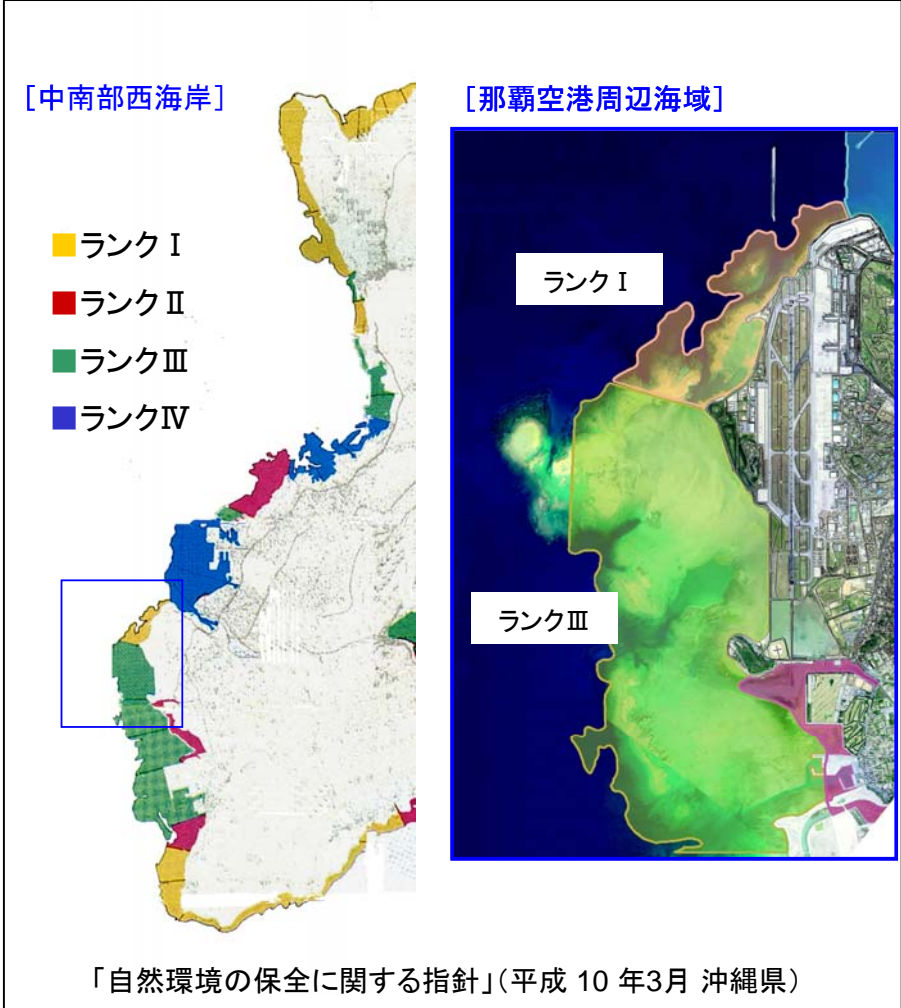 ［中南部西海岸］
［那覇空港周辺海域］
ランクⅠ
ランクⅡ
ランクⅢ
ランクⅣ
ランクⅠ
ランクⅢ
「自然環境の保全に関する指針」（平成 10 年3月 沖縄県）